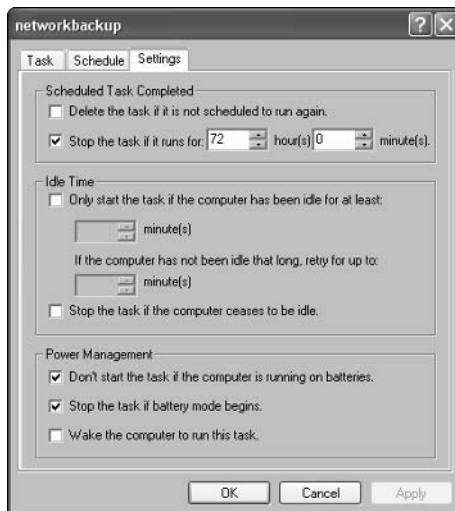 networkbackup
Task Schedule Settings
Scheduled Task Completed
Delete the task if it is not scheduled to run again.
Stop the task if it runs for: 72 hour(s) 0 minute(s).
Idle Time
Only start the task if the computer has been idle for at least:
minute(s)
If the computer has not been idle that long, retry for up to:
minute(s)
Stop the task if the computer ceases to be idle.
Power Management
Don't start the task if the computer is running on batteries.
Stop the task if battery mode begins.
Wake the computer to run this task.
OK Cancel Apply